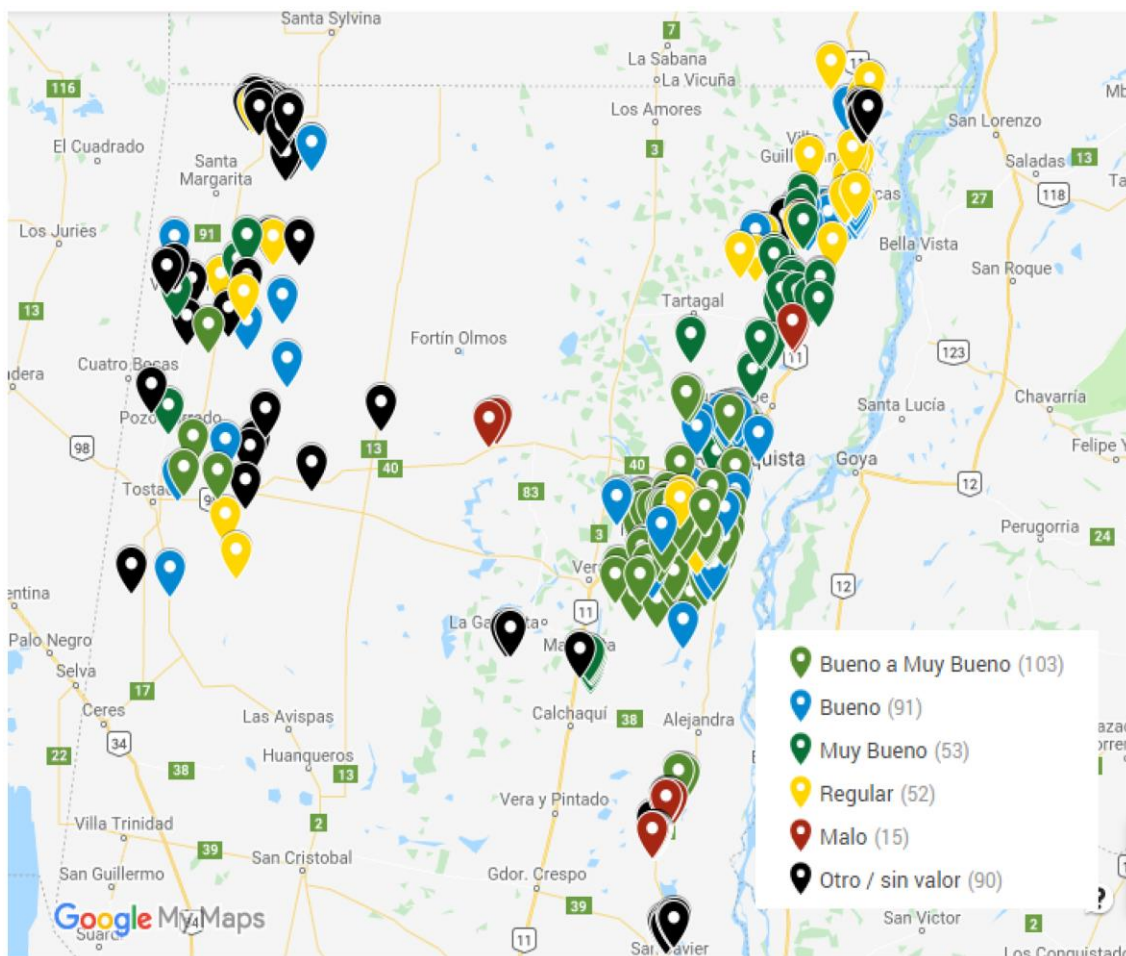 Santa Sylvina
7
La Sabana
La Vicuña
11
116
Los Amores
El Cuadrado
Santa
Margarita
3
San Lorenzo
Saladas
13
118
27
Los Juríes
91
Bella Vista
San Roque
13
Tartagal
Fortín Olmos
11
123
Cuatro Bocas
Chavarría
Santa Lucía
98
13
40
40
Goya
12
83
3
Perugorria
24
12
11
Palo Negro
Selva
17
Ceres
34
Las Avispas
Calchaquí
38
Alejandra
22
38
Huanqueros
13
Vera y Pintado
Villa Trinidad
2
39
San Cristobal
San Guillermo
Gdor. Crespo
39
11
San Victor
2
Los Conquistado
Bueno a Muy Bueno (103)
Bueno (91)
Muy Bueno (53)
Regular (52)
Malo (15)
Otro / sin valor (90)
Google My Maps